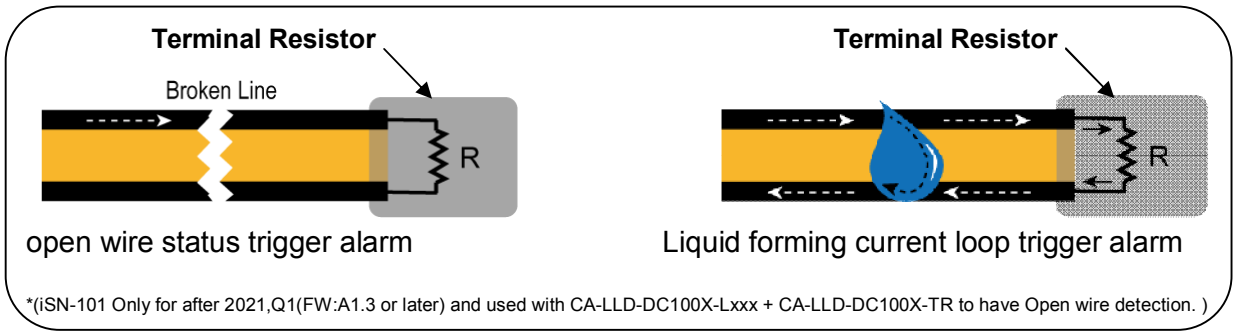 Terminal Resistor
Broken Line
R
open wire status trigger alarm
Terminal Resistor
R
Liquid forming current loop trigger alarm
*(iSN-101 Only for after 2021,Q1(FW:A1.3 or later) and used with CA-LLD-DC100X-Lxxx + CA-LLD-DC100X-TR to have Open wire detection. )